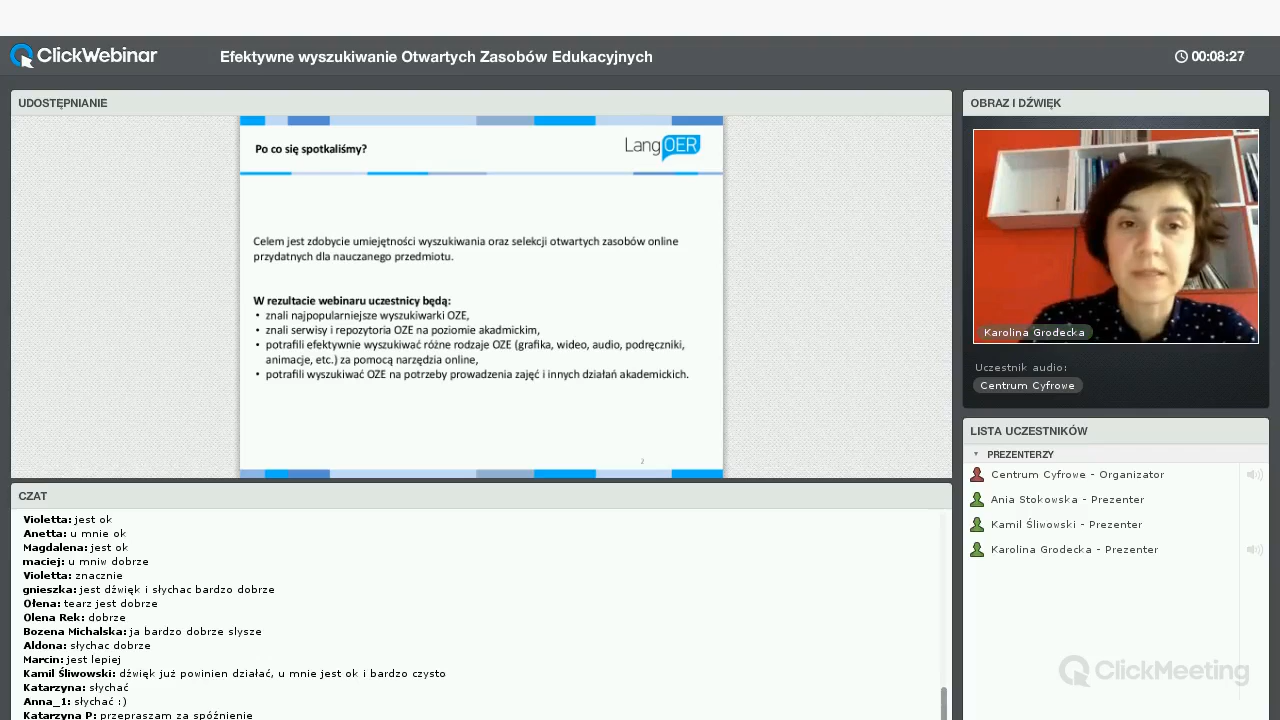 ClickWebinar
Efektywne wyszukiwanie Otwartych Zasobów Edukacyjnych
00:08:27
UDOSTĘPNIANIE
Po co się spotkaliśmy?
LangOER
Celem jest zdobycie umiejętności wyszukiwania oraz selekcji otwartych zasobów online
przydatnych dla nauczanego przedmiotu.
W rezultacie webinaru uczestnicy będą:
• znali najpopularniejsze wyszukiwarki OZE,
• znali serwisy i repozytoria OZE na poziomie akadmickim,
• potrafili efektywnie wyszukiwać różne rodzaje OZE (grafika, wideo, audio, podręczniki,
animacje, etc.) za pomocą narzędzia online,
• potrafili wyszukiwać OZE na potrzeby prowadzenia zajęć i innych działań akademickich.
2
OBRAZ I DŹWIĘK
Karolina Grodecka
Uczestnik audio:
Centrum Cyfrowe
LISTA UCZESTNIKÓW
PREZENTERZY
Centrum Cyfrowe - Organizator
Ania Stokowska - Prezenter
Kamil Śliwowski - Prezenter
Karolina Grodecka - Prezenter
ClickMeeting
CZAT
Violetta: jest ok
Anetta: u mnie ok
Magdalena: jest ok
maciej: u mniw dobrze
Violetta: znacznie
gnieszka: jest dźwięk i słychac bardzo dobrze
Ołena: tearz jest dobrze
Olena Rek: dobrze
Bozena Michalska: ja bardzo dobrze slysze
Aldona: słychac dobrze
Marcin: jest lepiej
Kamil Śliwowski: dźwięk już powinien działać, u mnie jest ok i bardzo czysto
Katarzyna: słychać
Anna_1: słychać :)
Katarzyna P: przepraszam za spóźnienie